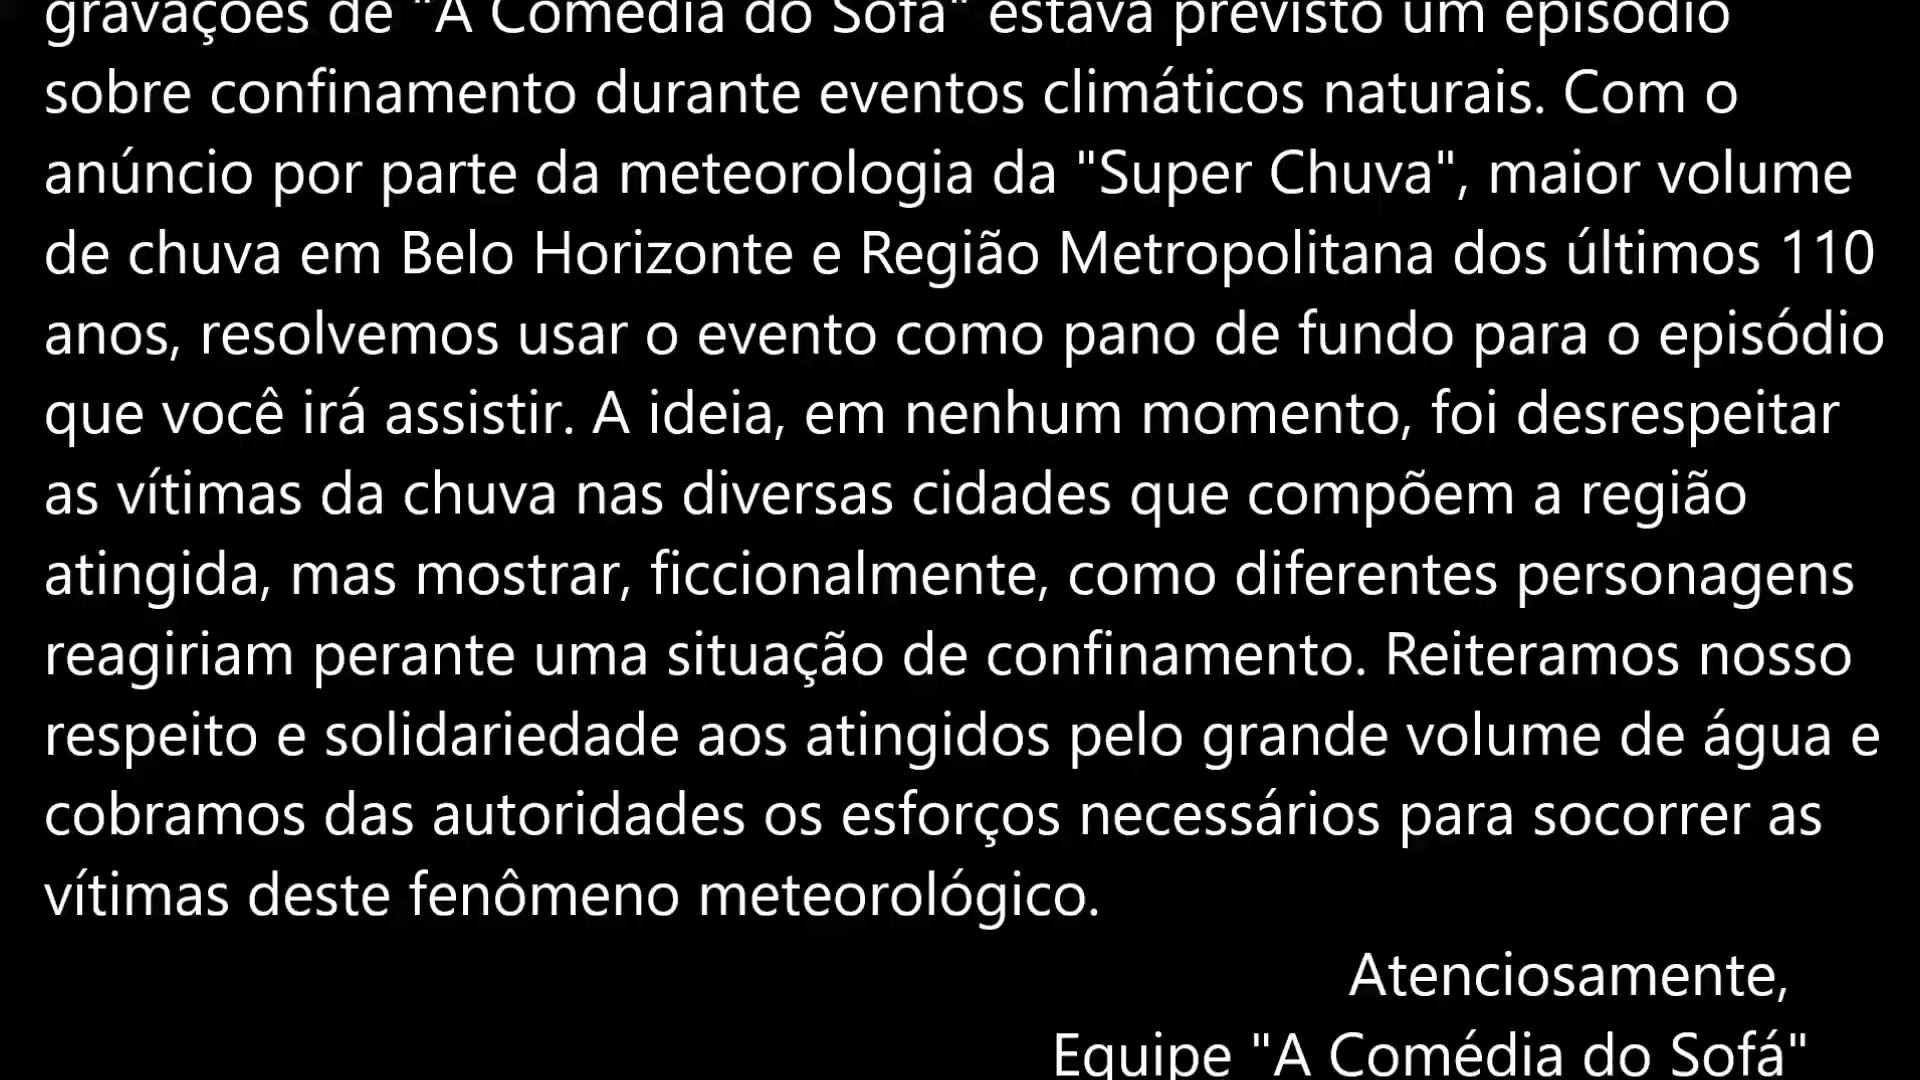 gravações de "A Comédia do Sofá" estava previsto um episódio
sobre confinamento durante eventos climáticos naturais. Com o
anúncio por parte da meteorologia da "Super Chuva", maior volume
de chuva em Belo Horizonte e Região Metropolitana dos últimos 110
anos, resolvemos usar o evento como pano de fundo para o episódio
que você irá assistir. A ideia, em nenhum momento, foi desrespeitar
as vítimas da chuva nas diversas cidades que compõem a região
atingida, mas mostrar, ficcionalmente, como diferentes personagens
reagiriam perante uma situação de confinamento. Reiteramos nosso
respeito e solidariedade aos atingidos pelo grande volume de água e
cobramos das autoridades os esforços necessários para socorrer as
vítimas deste fenômeno meteorológico.
Atenciosamente,
Equipe "A Comédia do Sofá"